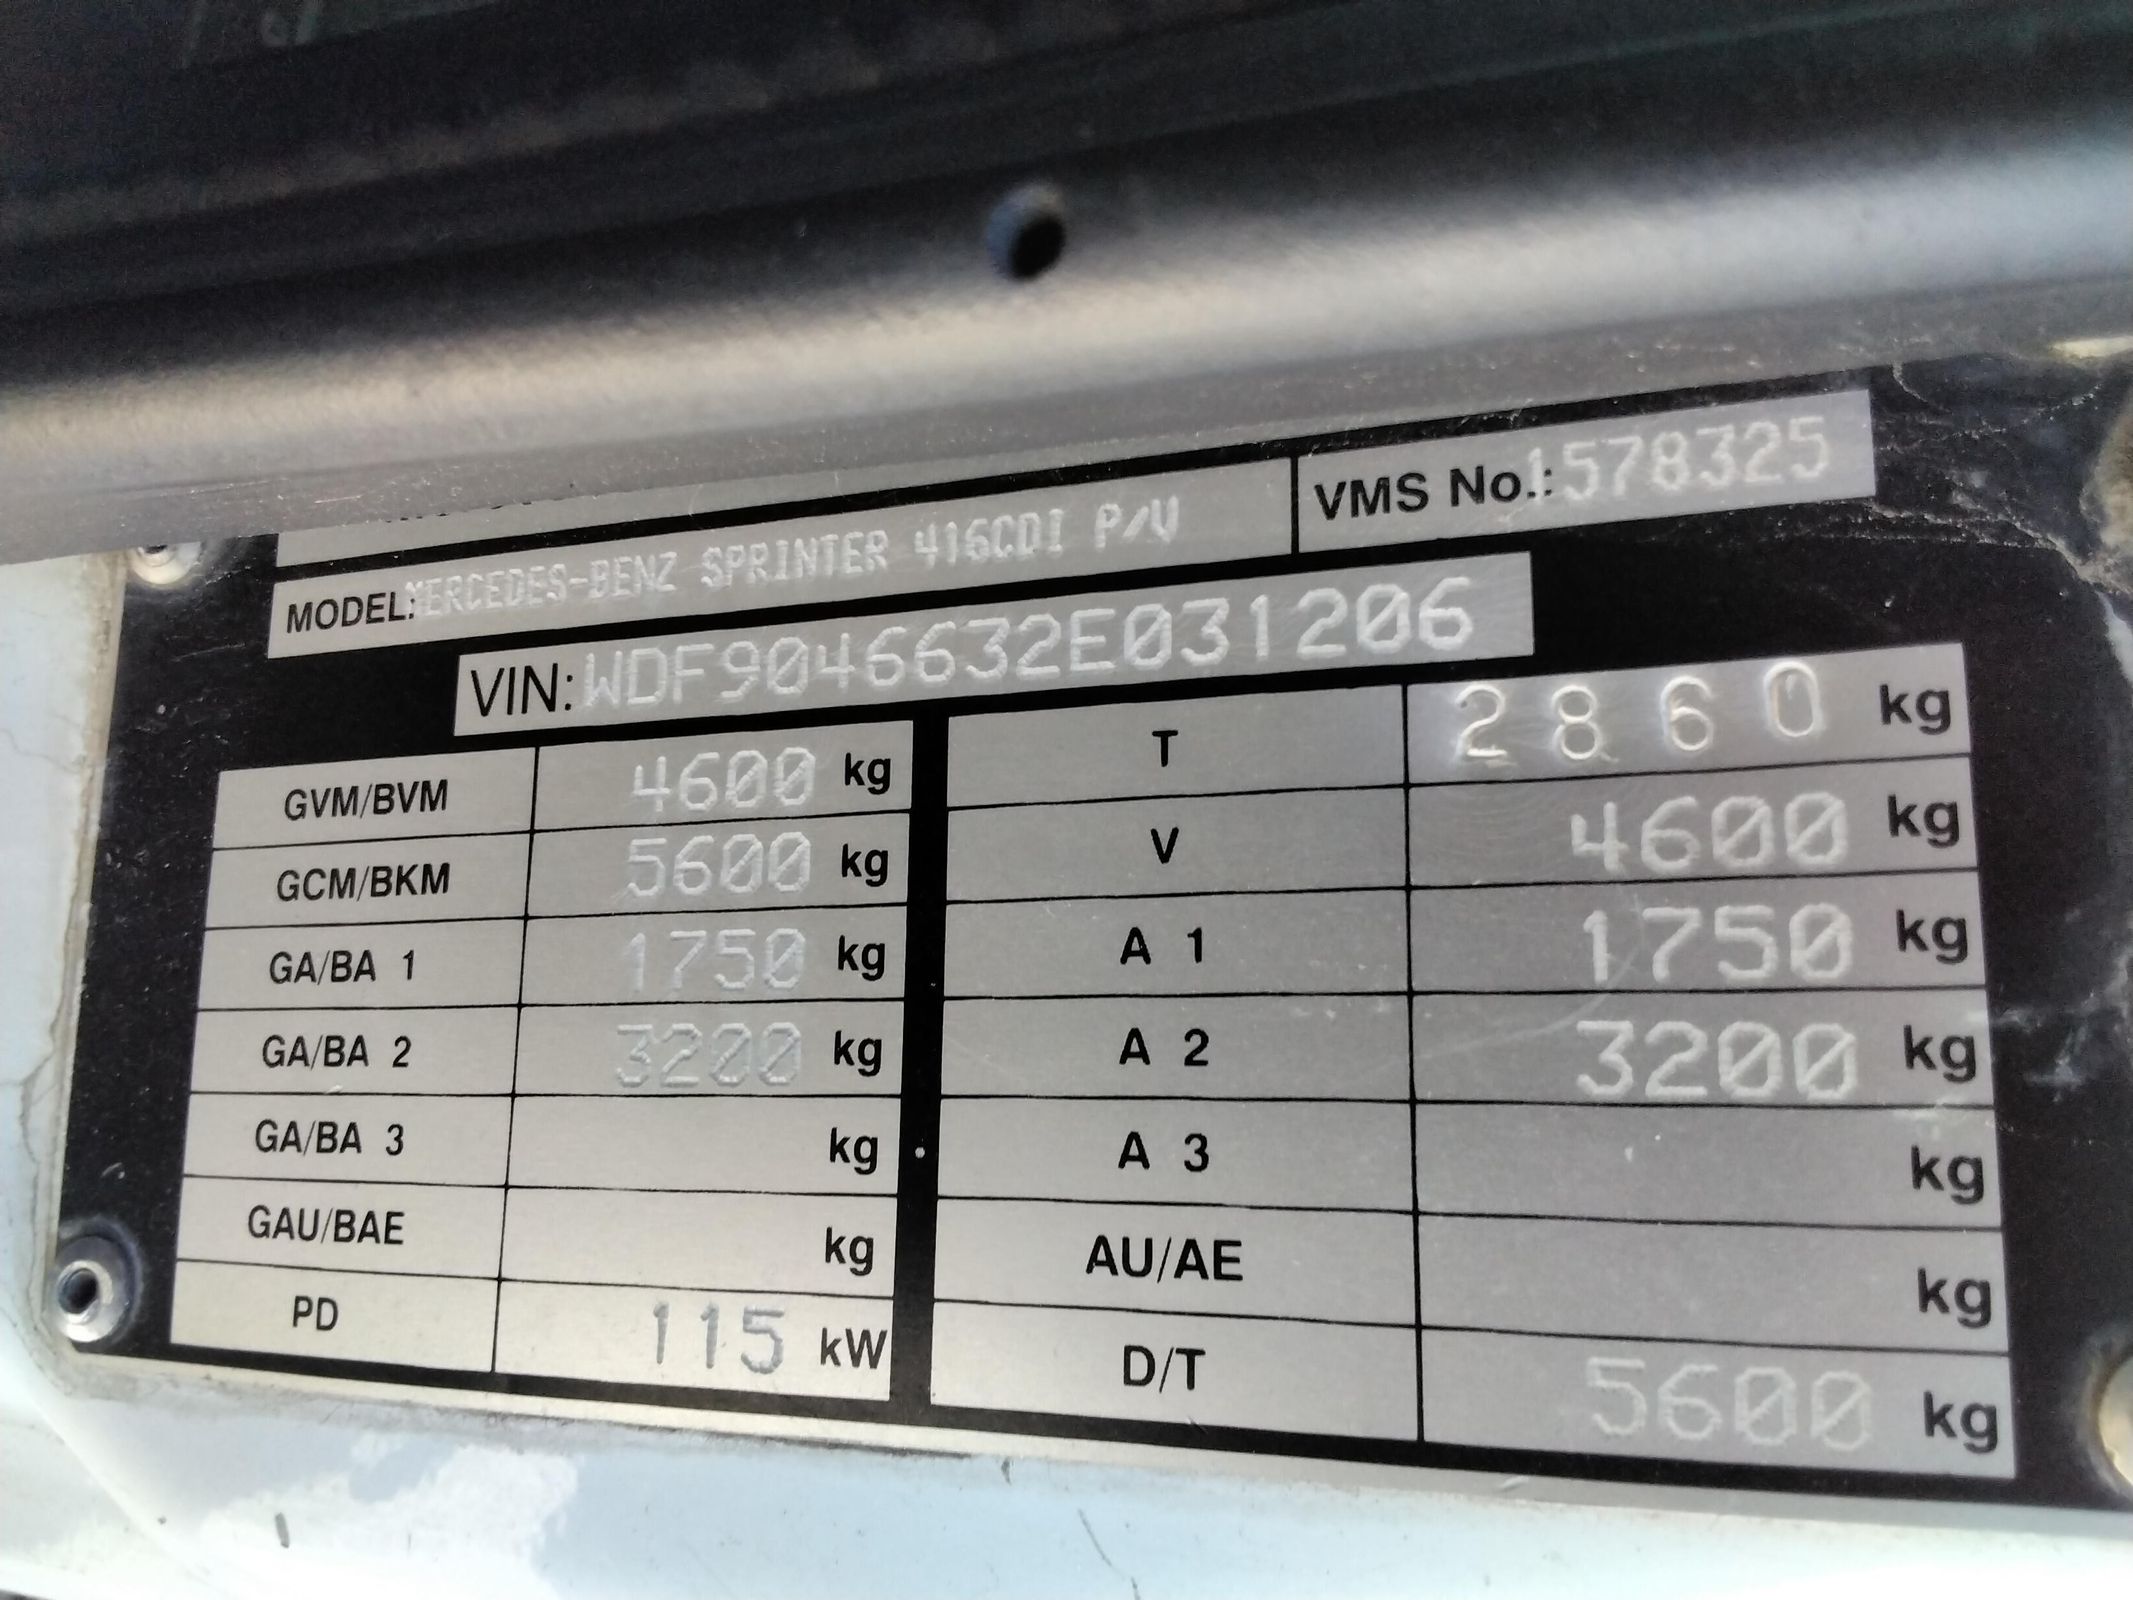 MODEL: MERCEDES-BENZ SPRINTER 416CDI P/V
VMS No.: 1578325
VIN: WDF9046632E031206
GVM/BVM 4600 kg
GCM/BKM 5600 kg
GA/BA 1 1750 kg
GA/BA 2 3200 kg
GA/BA 3 kg
GAU/BAE kg
PD 115 kW
T 2860 kg
V 4600 kg
A 1 1750 kg
A 2 3200 kg
A 3 kg
AU/AE kg
D/T 5600 kg